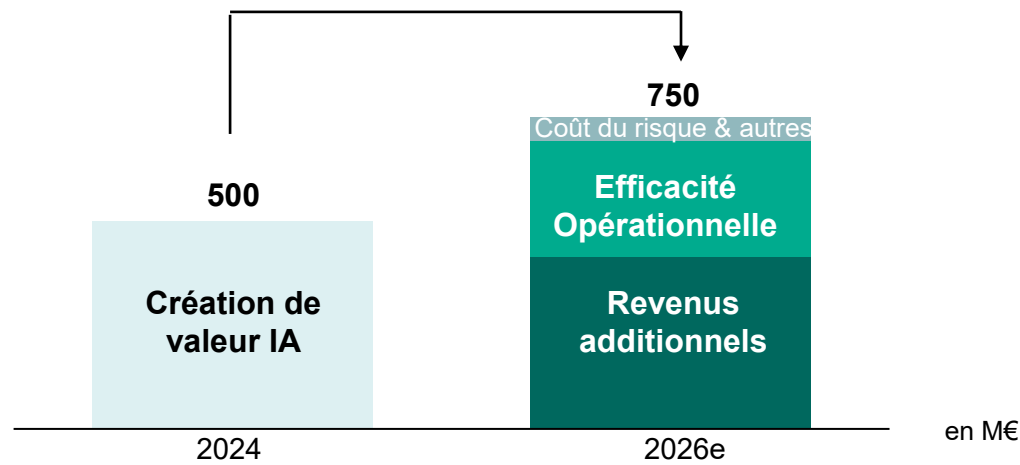 500
Création de
valeur IA
2024
750
Coût du risque & autres
Efficacité
Opérationnelle
Revenus
additionnels
2026e
en M€